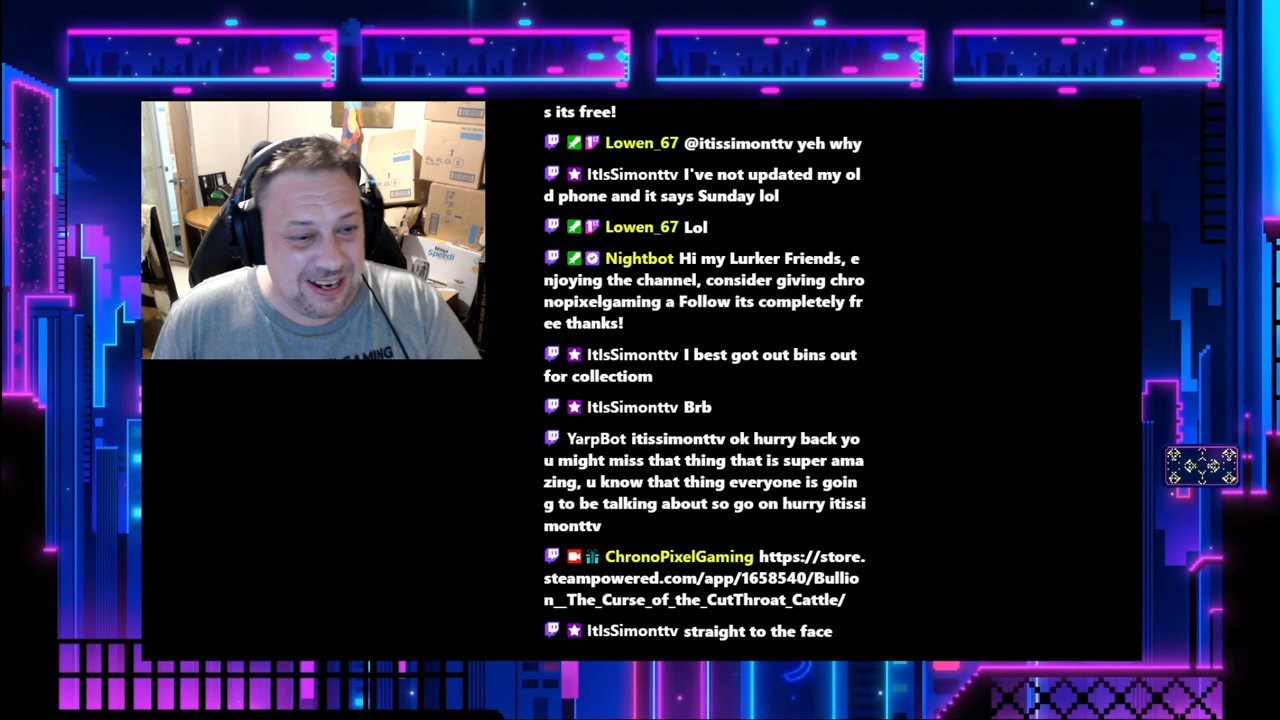 s its free!
Lowen_67 @itissimonttv yeh why
ItIsSimonttv I've not updated my ol
d phone and it says Sunday lol
Lowen_67 Lol
Nightbot Hi my Lurker Friends, e
njoying the channel, consider giving chro
nopixelgaming a Follow its completely fr
ee thanks!
ItIsSimonttv I best got out bins out
for collectiom
ItIsSimonttv Brb
YarpBot itissimonttv ok hurry back yo
u might miss that thing that is super ama
zing, u know that thing everyone is goin
g to be talking about so go on hurry itissi
monttv
ChronoPixelGaming https://store.
steampowered.com/app/1658540/Bullio
n__The_Curse_of_the_CutThroat_Cattle/
ItIsSimonttv straight to the face
NINJA
Speedi
GAMING